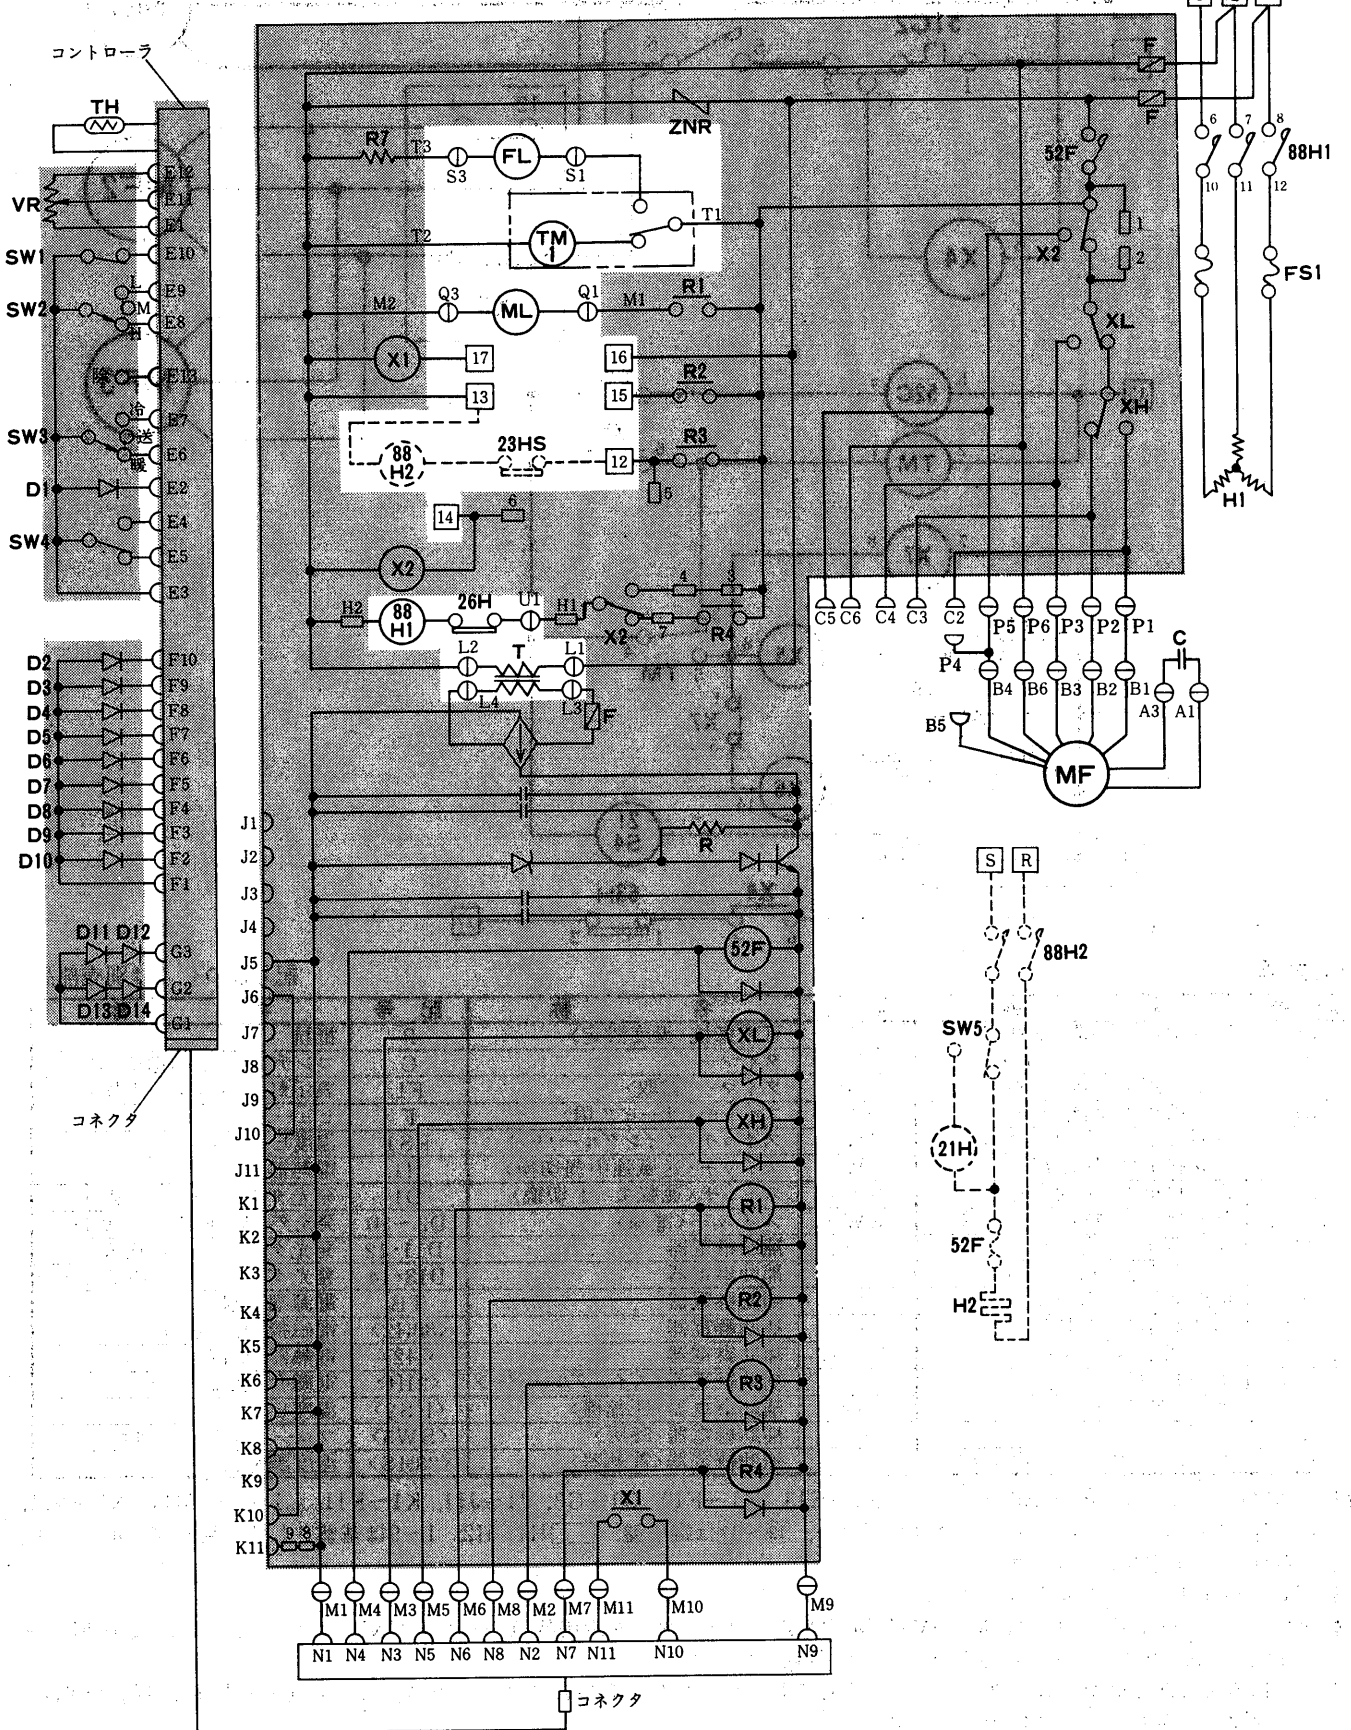 コントローラ
TH
VR
E12
E11
E1
SW1
E10
L
E9
SW2
M
E8
H
E13
冷
B7
SW3
送
E6
暖
D1
E2
E4
SW4
E5
E3
D2
F10
D3
F9
D4
F8
D5
F7
D6
F6
D7
F5
D8
F4
D9
F3
D10
F2
F1
D11
D12
G3
G2
D13
D14
G1
コネクタ
F
F
ZNR
R7
T3
S3
FL
S1
T2
TM
1
T1
M2
Q3
ML
Q1
M1
R1
X1
17
16
13
15
R2
88
H2
23HS
12
R3
5
14
6
X2
H2
88
H1
26H
U1
H1
X2
4
3
7
R4
L2
T
L1
L4
L3
F
R
52F
X2
1
2
XL
XH
6
7
8
88H1
10
11
12
FS1
H1
C5
C6
C4
C3
C2
P5
P6
P3
P2
P1
P4
B4
B6
B3
B2
B1
B5
C
A3
A1
MF
S
R
88H2
SW5
21H
52F
H2
J1
J2
J3
J4
J5
J6
J7
J8
J9
J10
J11
K1
K2
K3
K4
K5
K6
K7
K8
K9
K10
K11
9
8
52F
XL
XH
R1
R2
R3
R4
X1
M1
M4
M3
M5
M6
M8
M2
M7
M11
M10
M9
N1
N4
N3
N5
N6
N8
N2
N7
N11
N10
N9
コネクタ